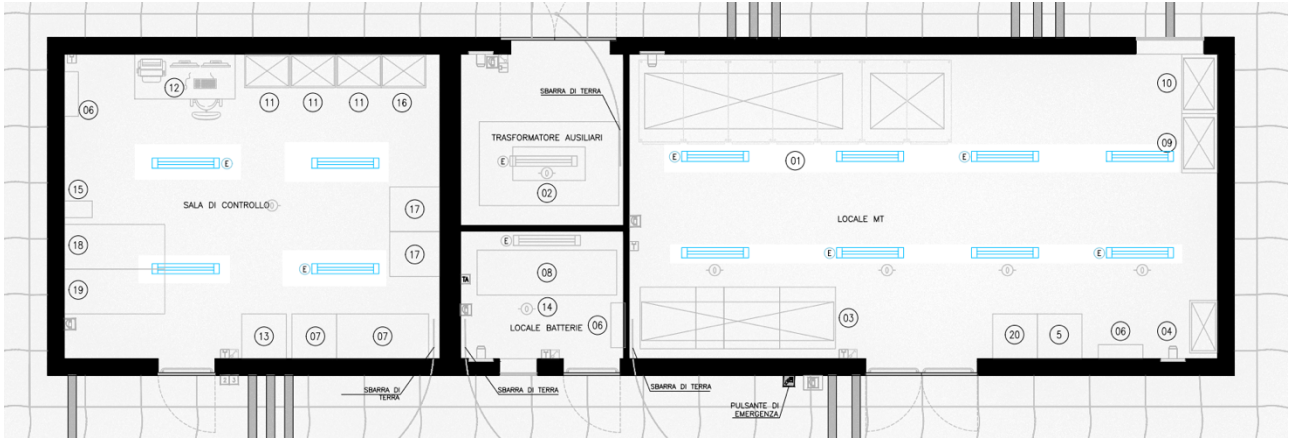 12
11
11
11
16
06
E
15
SALA DI CONTROLLO
17
17
18
19
E
13
07
07
SBARRA DI
TERRA
SBARRA DI TERRA
TRASFORMATORE AUSILIARI
E
02
E
08
TA
14
LOCALE BATTERIE
06
SBARRA DI TERRA
10
09
E
01
E
LOCALE MT
E
E
03
20
5
06
04
SBARRA DI TERRA
PULSANTE DI
EMERGENZA